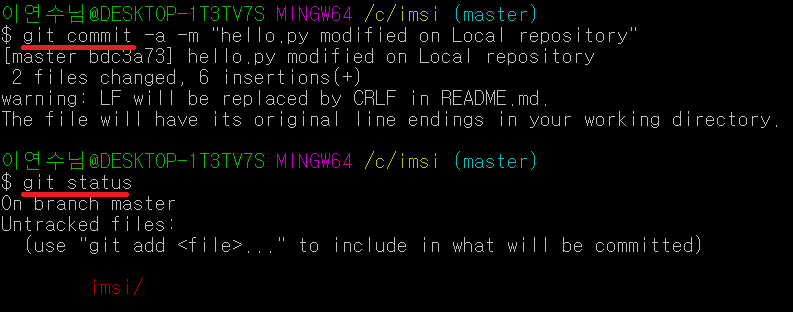 이연수님@DESKTOP-1T3TV7S MINGW64 /c/imsi (master)
$ git commit -a -m "hello.py modified on Local repository"
[master bdc3a73] hello.py modified on Local repository
 2 files changed, 6 insertions(+)
warning: LF will be replaced by CRLF in README.md.
The file will have its original line endings in your working directory.
이연수님@DESKTOP-1T3TV7S MINGW64 /c/imsi (master)
$ git status
On branch master
Untracked files:
  (use "git add <file>..." to include in what will be committed)
        imsi/